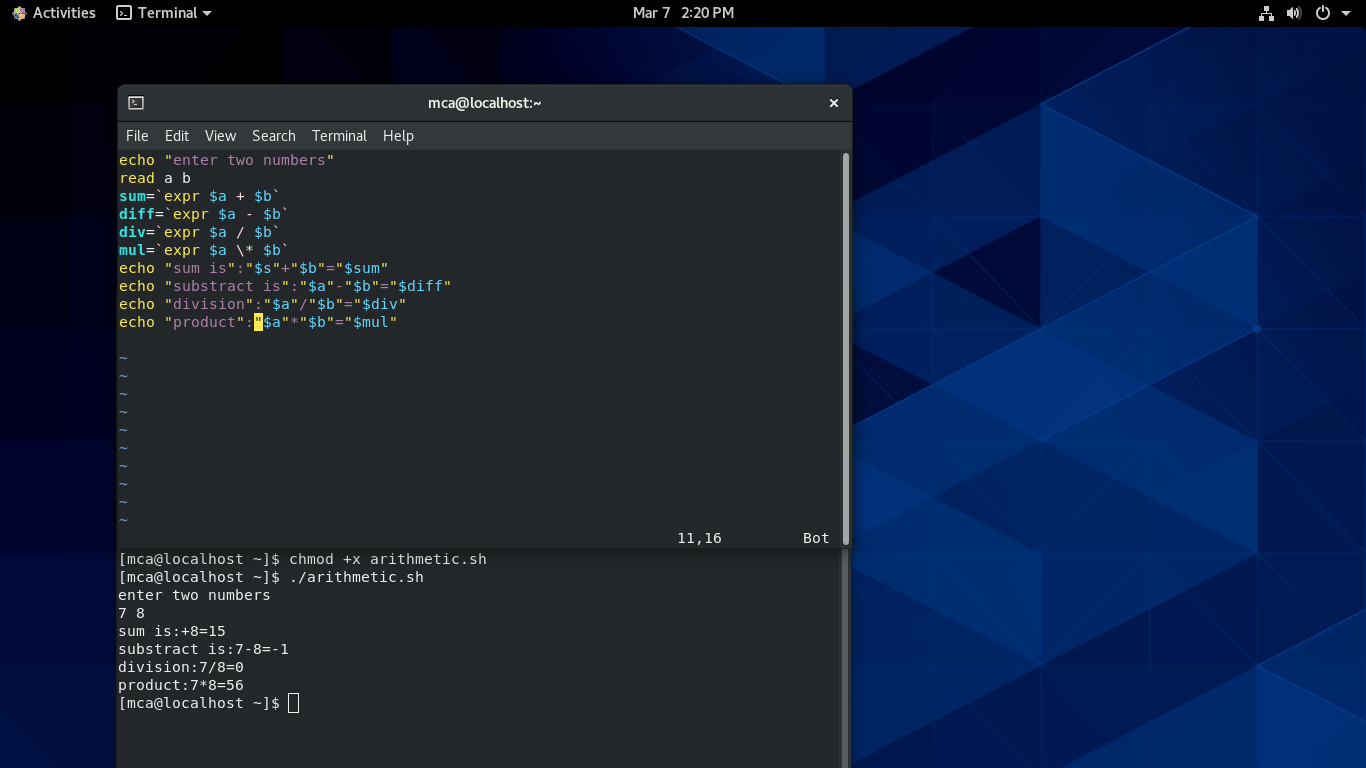 Activities Terminal Mar 7 2:20 PM
mca@localhost:~ ×
File Edit View Search Terminal Help
echo "enter two numbers"
read a b
sum=`expr $a + $b`
diff=`expr $a - $b`
div=`expr $a / $b`
mul=`expr $a \* $b`
echo "sum is":"$s"+"$b"="$sum"
echo "substract is":"$a"-"$b"="$diff"
echo "division":"$a"/"$b"="$div"
echo "product":"$a"*"$b"="$mul"
~
~
~
~
~
~
~
~
~
~
11,16 Bot
[mca@localhost ~]$ chmod +x arithmetic.sh
[mca@localhost ~]$ ./arithmetic.sh
enter two numbers
7 8
sum is:+8=15
substract is:7-8=-1
division:7/8=0
product:7*8=56
[mca@localhost ~]$